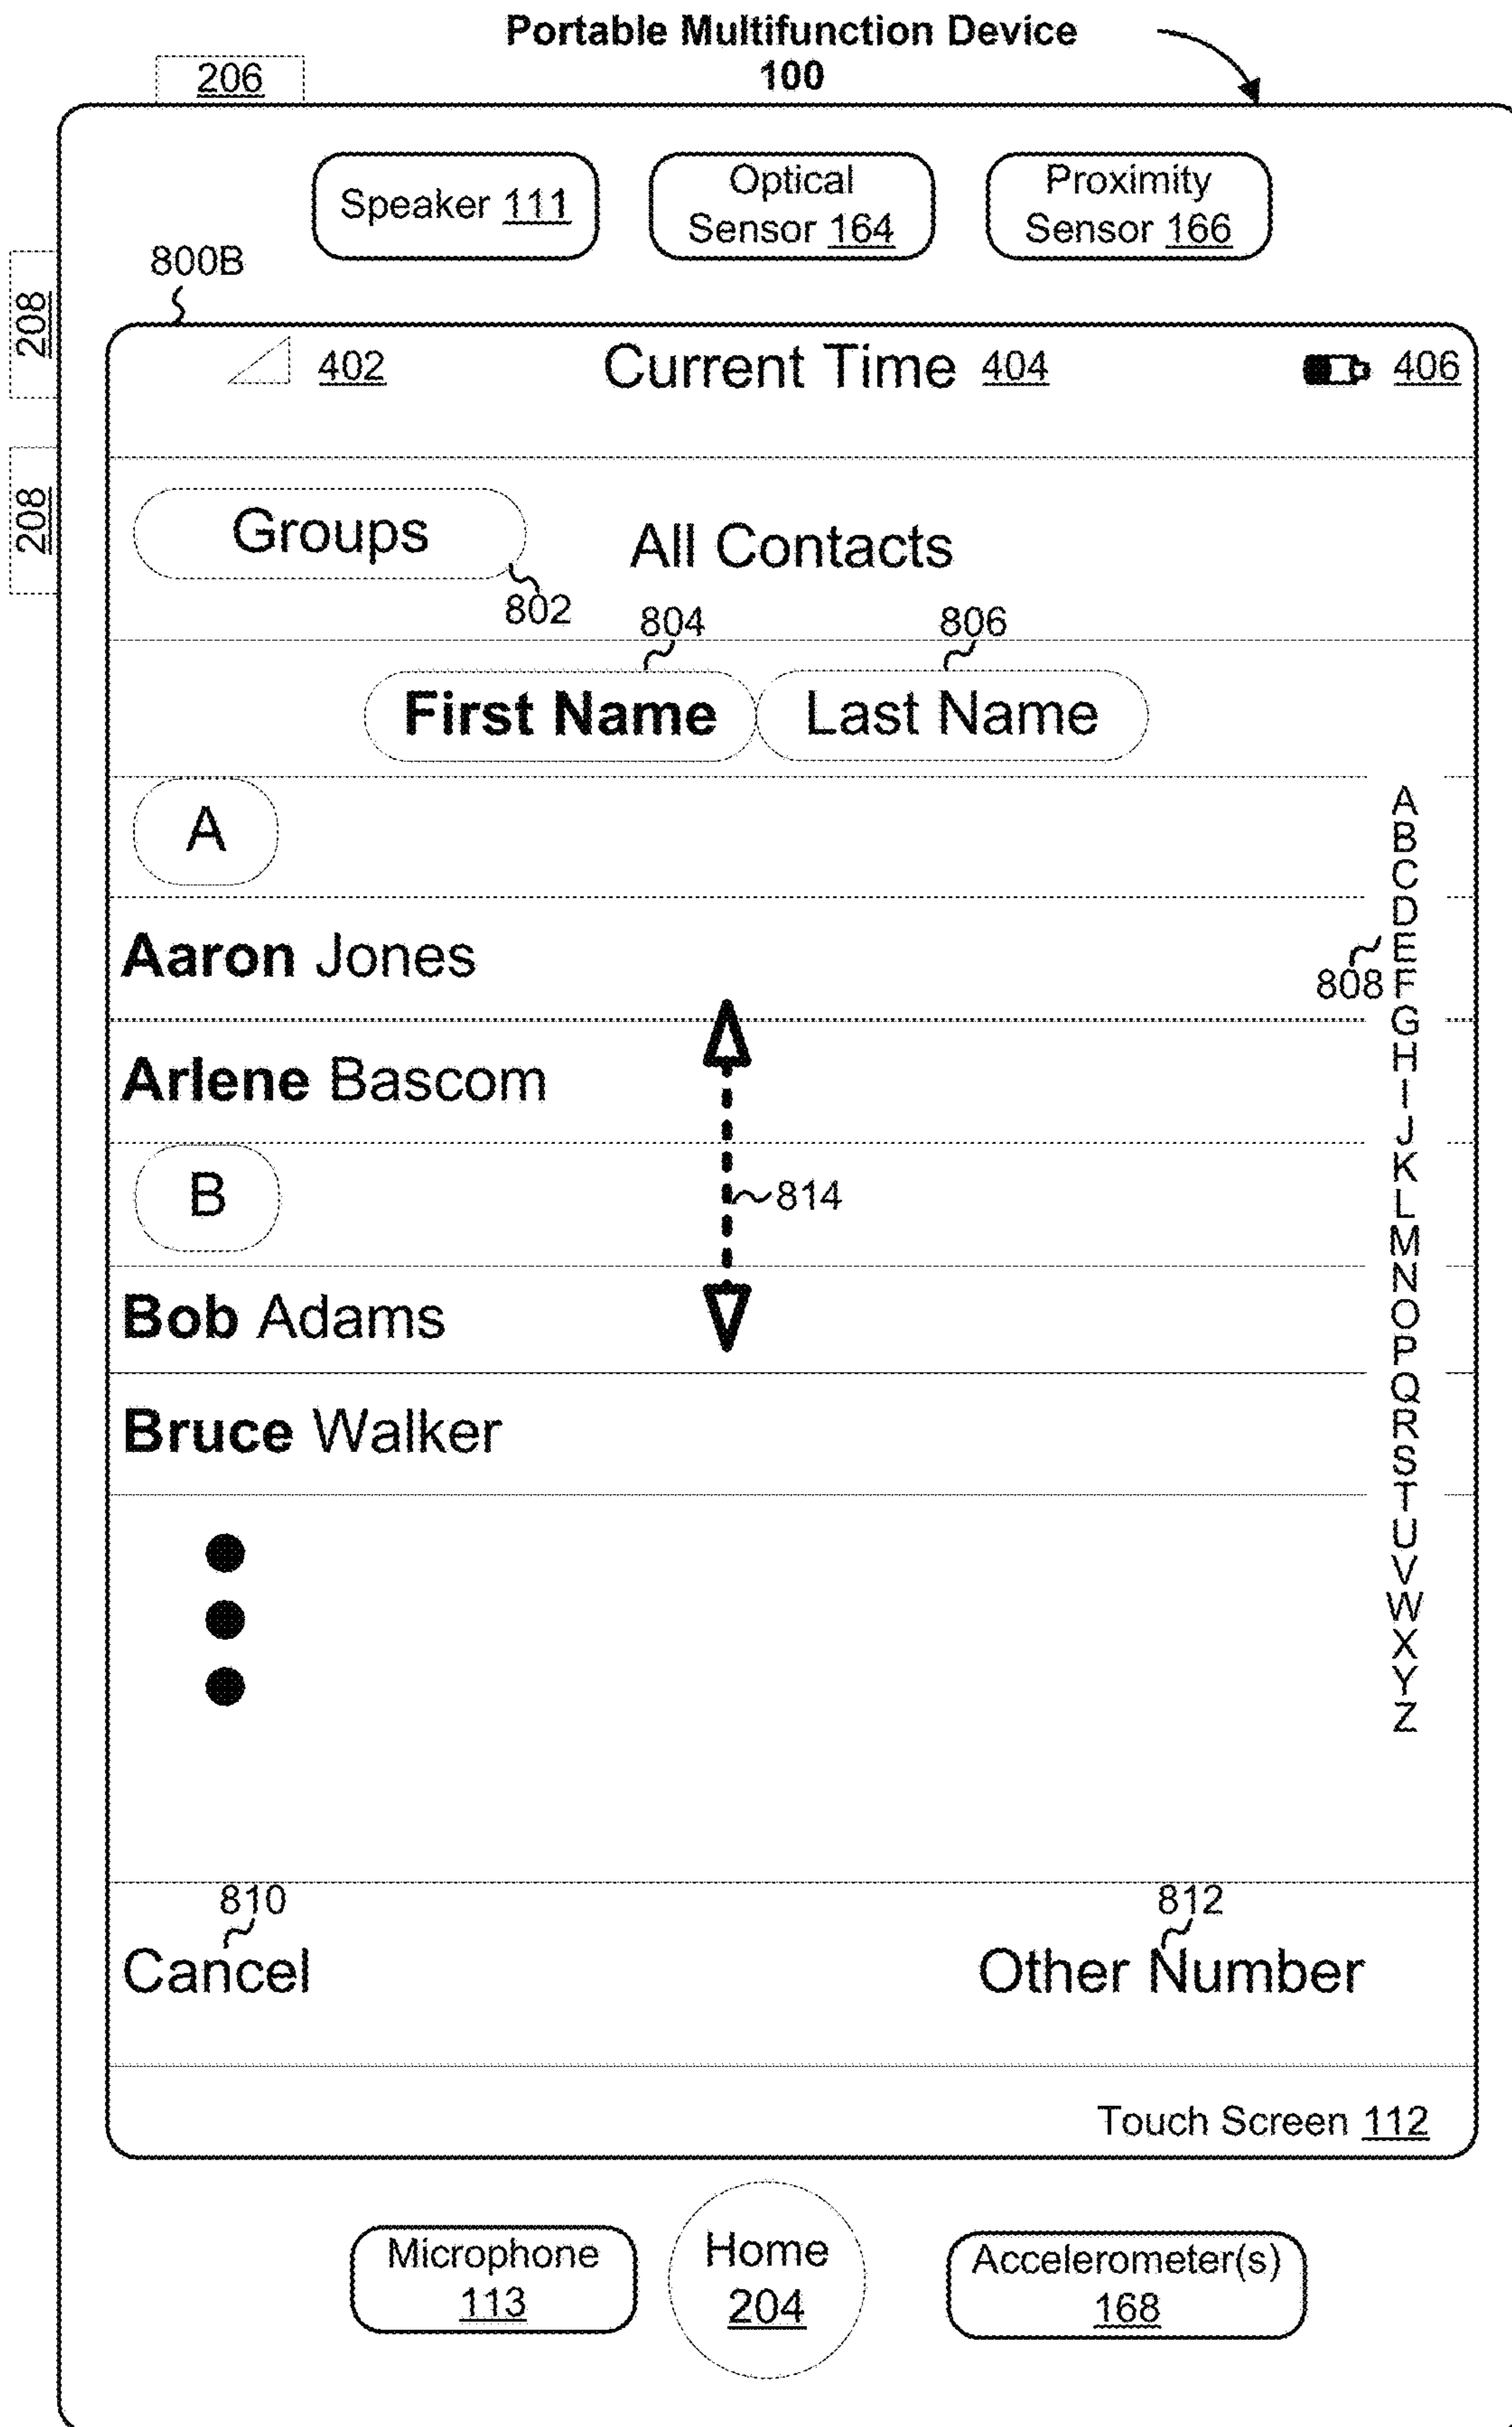 Portable Multifunction Device
100
206
Speaker 111
Optical
Sensor 164
Proximity
Sensor 166
800B
208
208
402
Current Time 404
406
Groups
All Contacts
802
804
806
First Name
Last Name
A
Aaron Jones
Arlene Bascom
B
814
Bob Adams
Bruce Walker
808
A
B
C
D
E
F
G
H
I
J
K
L
M
N
O
P
Q
R
S
T
U
V
W
X
Y
Z
810
812
Cancel
Other Number
Touch Screen 112
Microphone
113
Home
204
Accelerometer(s)
168